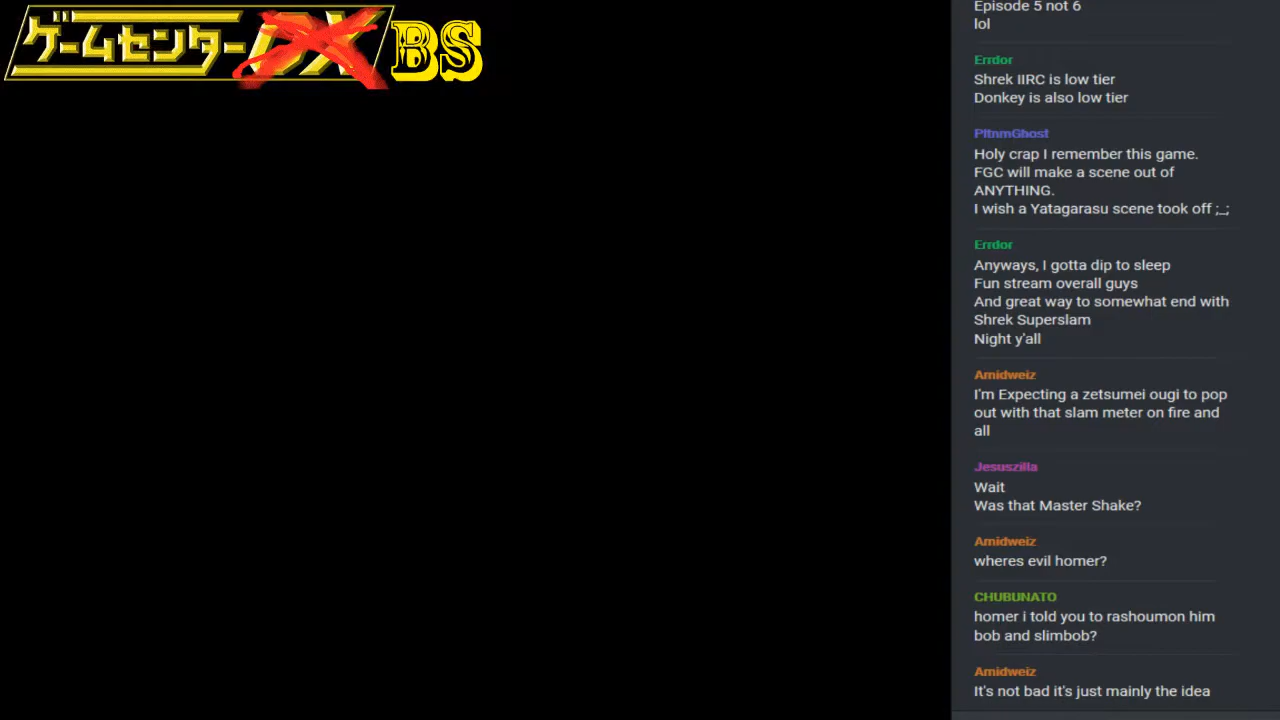 ゲームセンターDX BS
Episode 5 not 6
lol
Errdor
Shrek IIRC is low tier
Donkey is also low tier
PltnmGhost
Holy crap I remember this game.
FGC will make a scene out of
ANYTHING.
I wish a Yatagarasu scene took off ;_;
Errdor
Anyways, I gotta dip to sleep
Fun stream overall guys
And great way to somewhat end with
Shrek Superslam
Night y'all
Amidweiz
I'm Expecting a zetsumei ougi to pop
out with that slam meter on fire and
all
Jesuszilla
Wait
Was that Master Shake?
Amidweiz
wheres evil homer?
CHUBUNATO
homer i told you to rashoumon him
bob and slimbob?
Amidweiz
It's not bad it's just mainly the idea